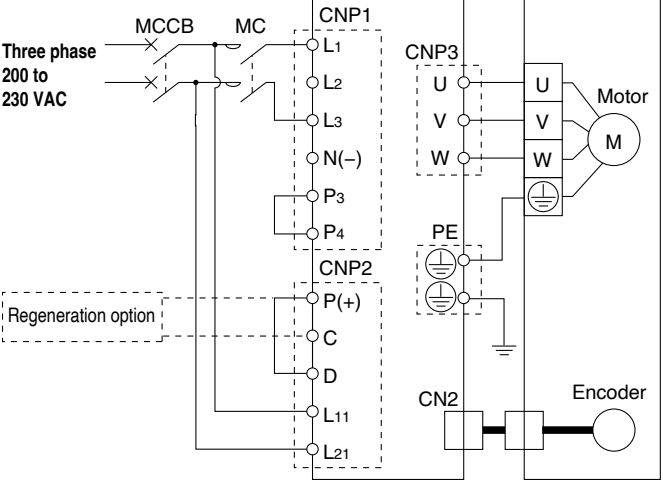 MCCB
MC
Three phase
200 to
230 VAC
CNP1
L1
L2
L3
N(−)
P3
P4
CNP2
P(+)
C
D
L11
L21
Regeneration option
CNP3
U
V
W
PE
CN2
U
V
W
Motor
M
Encoder